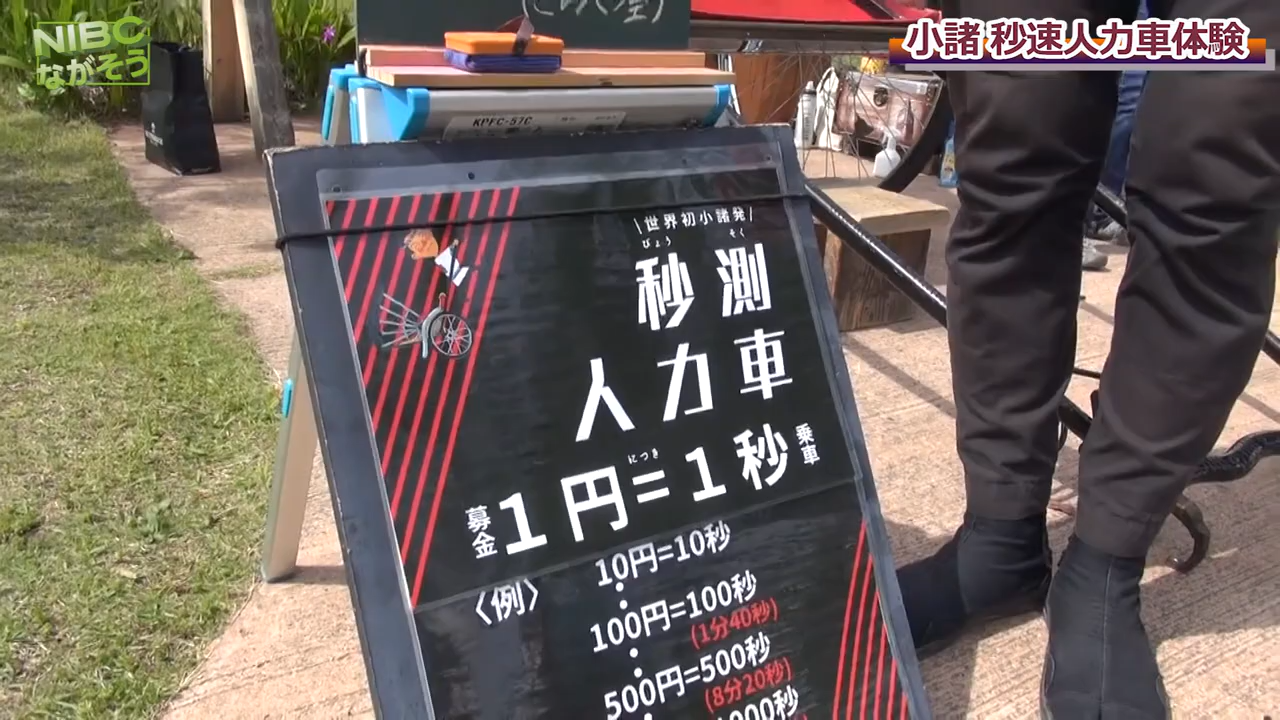 NIBC
ながそう
小諸 秒速人力車体験
KPFC-57C
\世界初小諸発/
びょう そく
秒測
人力車
募金1円につき=1秒乗車
〈例〉
10円=10秒
100円=100秒
(1分40秒)
500円=500秒
(8分20秒)